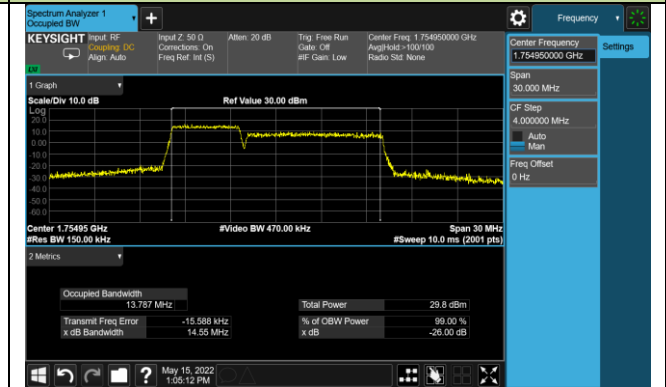 Spectrum Analyzer 1
Occupied BW
+
Frequency
KEYSIGHT
Input: RF
Coupling: DC
Align: Auto
Input Z: 50 Ω
Corrections: On
Freq Ref: Int (S)
Atten: 20 dB
Trig: Free Run
Gate: Off
#IF Gain: Low
Center Freq: 1.754950000 GHz
Avg|Hold:>100/100
Radio Std: None
Center Frequency
1.754950000 GHz
Settings
Span
30.000 MHz
CF Step
4.000000 MHz
Auto
Man
Freq Offset
0 Hz
1 Graph
Scale/Div 10.0 dB
Ref Value 30.00 dBm
Log
20.0
10.0
0.00
-10.0
-20.0
-30.0
-40.0
-50.0
-60.0
Center 1.75495 GHz
#Video BW 470.00 kHz
Span 30 MHz
#Res BW 150.00 kHz
#Sweep 10.0 ms (2001 pts)
2 Metrics
Occupied Bandwidth
13.787 MHz
Total Power 29.8 dBm
Transmit Freq Error -15.588 kHz
% of OBW Power 99.00 %
x dB Bandwidth 14.55 MHz
x dB -26.00 dB
?
May 15, 2022
1:05:12 PM